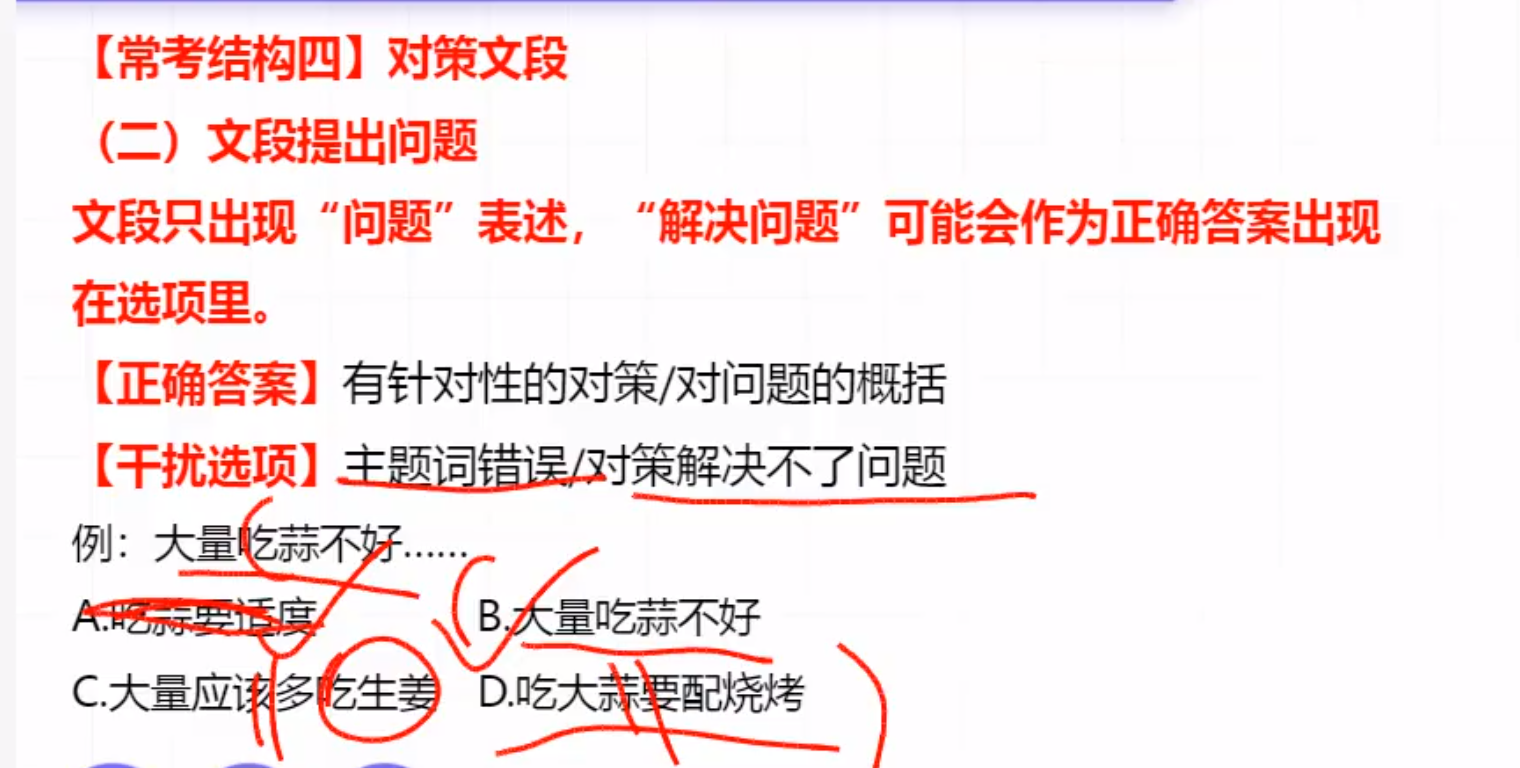 【常考结构四】对策文段
（二）文段提出问题
文段只出现“问题”表述，“解决问题”可能会作为正确答案出现
在选项里。
【正确答案】有针对性的对策/对问题的概括
【干扰选项】主题词错误/对策解决不了问题
例：大量吃蒜不好……
A.吃蒜要适度 B.大量吃蒜不好
C.大量应该多吃生姜 D.吃大蒜要配烧烤